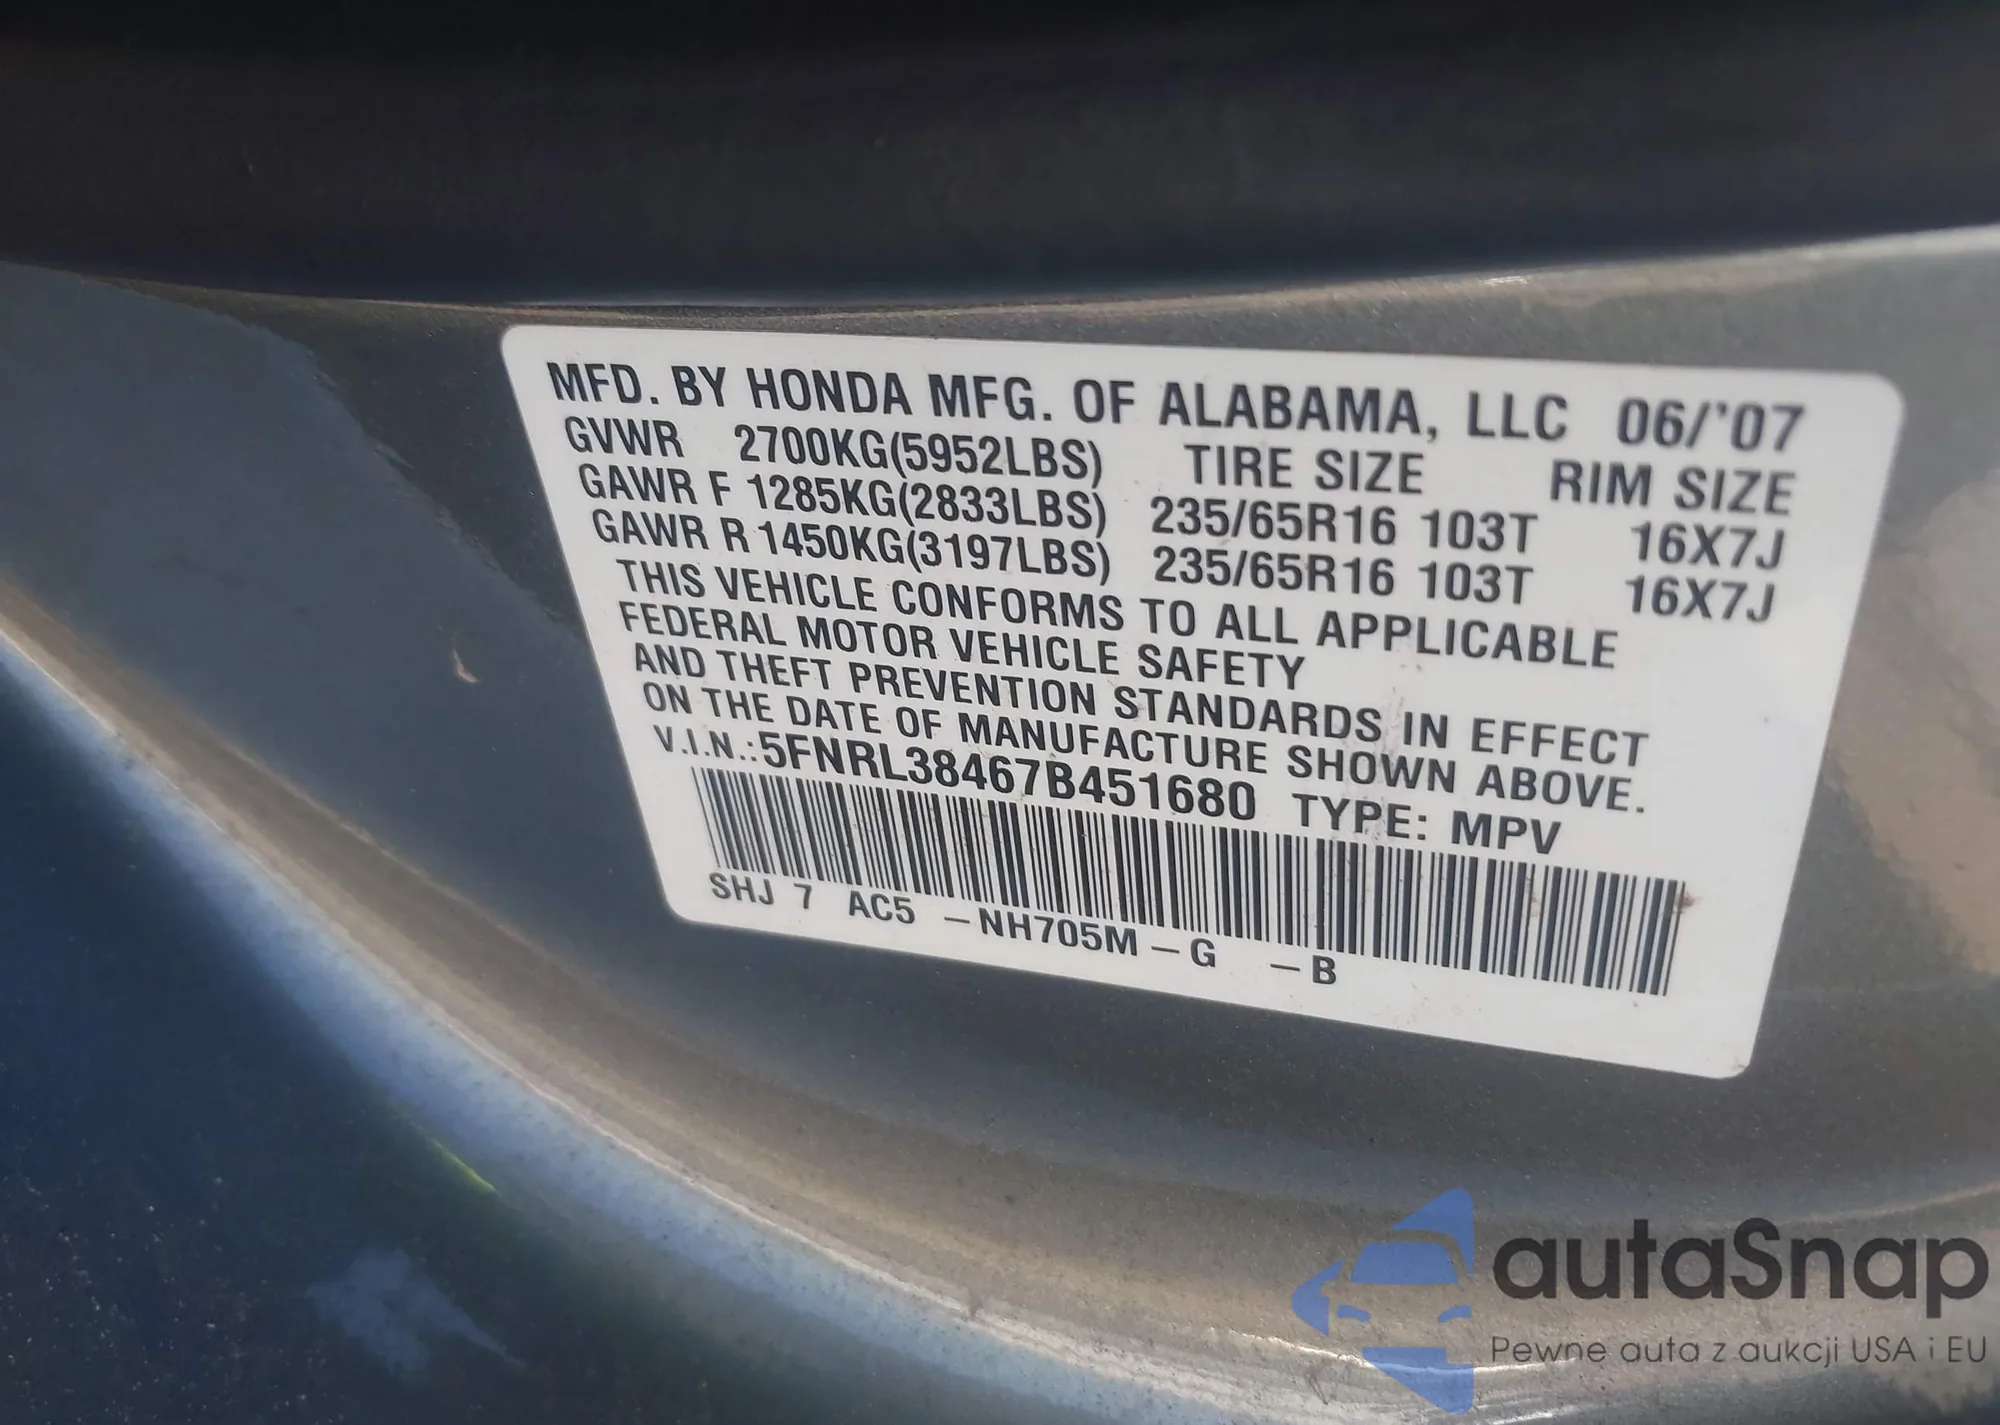 MFD. BY HONDA MFG. OF ALABAMA, LLC 06/'07
GVWR 2700KG(5952LBS) TIRE SIZE RIM SIZE
GAWR F 1285KG(2833LBS) 235/65R16 103T 16X7J
GAWR R 1450KG(3197LBS) 235/65R16 103T 16X7J
THIS VEHICLE CONFORMS TO ALL APPLICABLE
FEDERAL MOTOR VEHICLE SAFETY
AND THEFT PREVENTION STANDARDS IN EFFECT
ON THE DATE OF MANUFACTURE SHOWN ABOVE.
V.I.N.:5FNRL38467B451680 TYPE: MPV
SHJ 7 AC5 -NH705M-G -B
autaSnap
Pewne auta z aukcji USA i EU